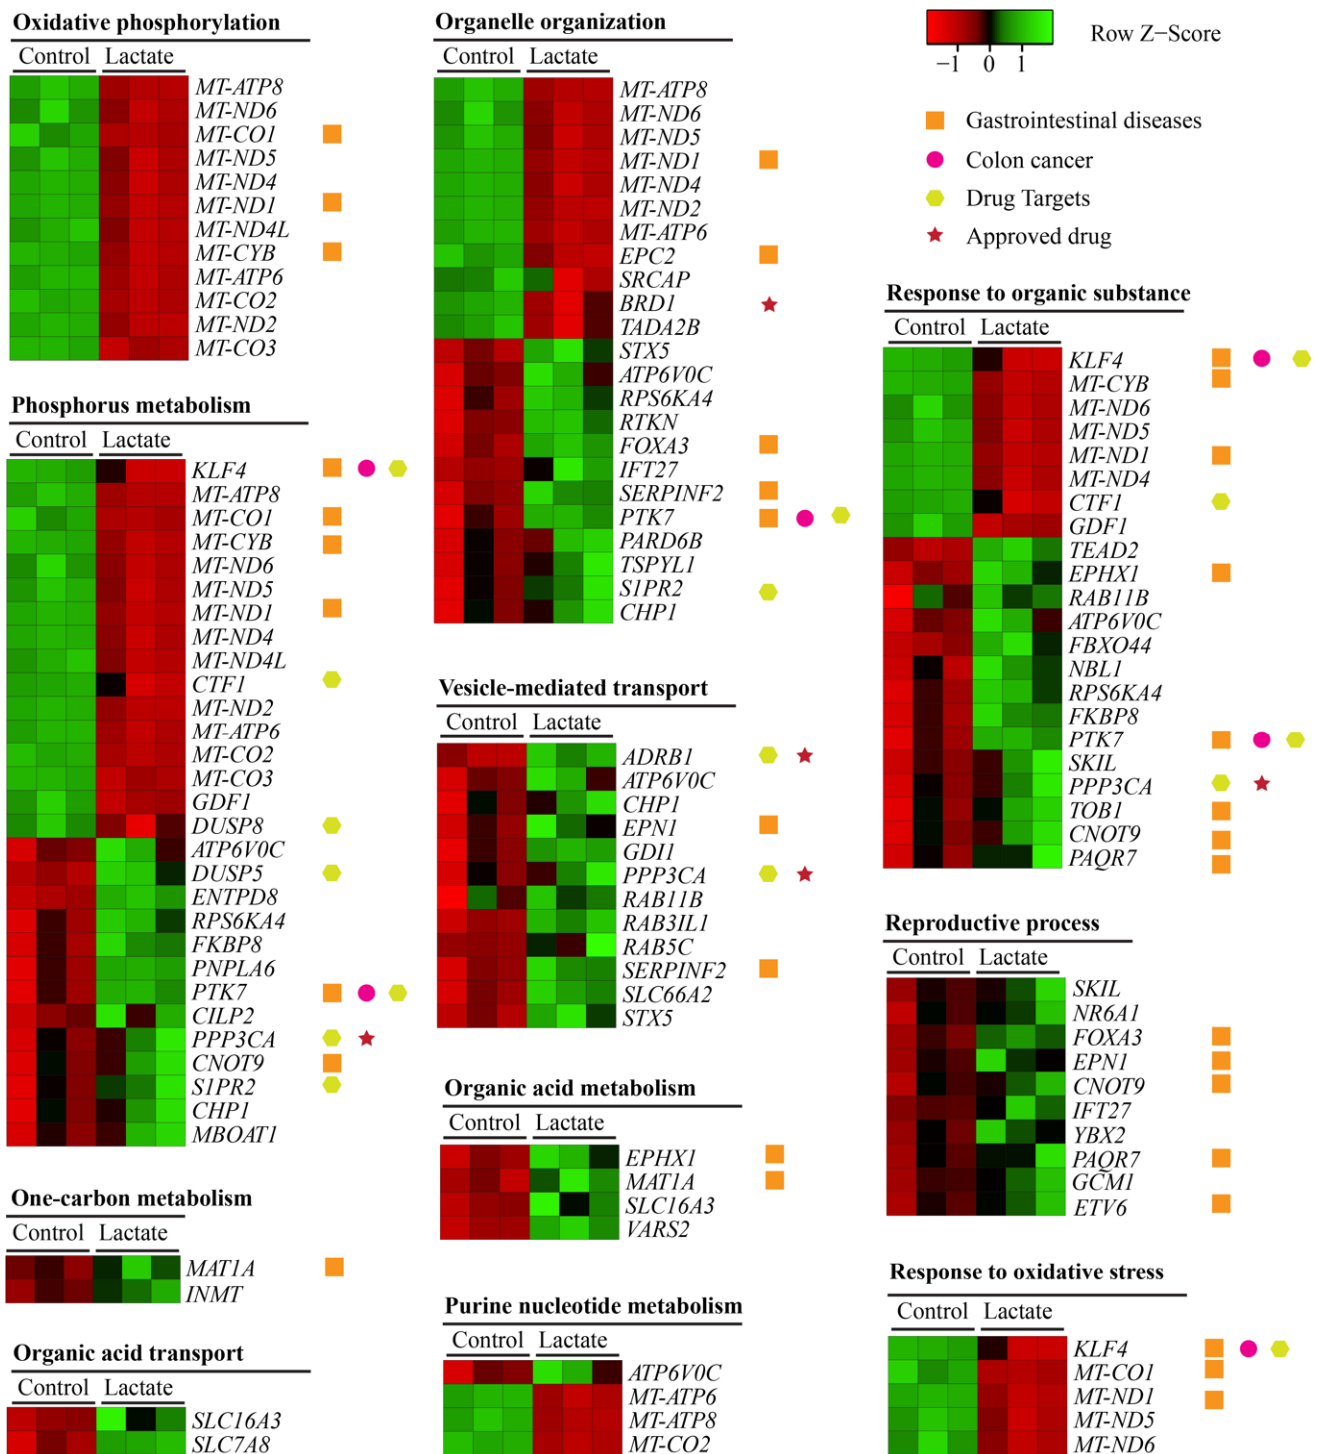 Oxidative phosphorylation
Control Lactate
MT-ATP8
MT-ND6
MT-CO1
MT-ND5
MT-ND4
MT-ND1
MT-ND4L
MT-CYB
MT-ATP6
MT-CO2
MT-ND2
MT-CO3
Phosphorus metabolism
Control Lactate
KLF4
MT-ATP8
MT-CO1
MT-CYB
MT-ND6
MT-ND5
MT-ND1
MT-ND4
MT-ND4L
CTF1
MT-ND2
MT-ATP6
MT-CO2
MT-CO3
GDF1
DUSP8
ATP6V0C
DUSP5
ENTPD8
RPS6KA4
FKBP8
PNPLA6
PTK7
CILP2
PPP3CA
CNOT9
S1PR2
CHP1
MBOAT1
One-carbon metabolism
Control Lactate
MAT1A
INMT
Organic acid transport
Control Lactate
SLC16A3
SLC7A8
Organelle organization
Control Lactate
MT-ATP8
MT-ND6
MT-ND5
MT-ND1
MT-ND4
MT-ND2
MT-ATP6
EPC2
SRCAP
BRD1
TADA2B
STX5
ATP6V0C
RPS6KA4
RTKN
FOXA3
IFT27
SERPINF2
PTK7
PARD6B
TSPYL1
S1PR2
CHP1
Vesicle-mediated transport
Control Lactate
ADRB1
ATP6V0C
CHP1
EPN1
GDI1
PPP3CA
RAB11B
RAB3IL1
RAB5C
SERPINF2
SLC66A2
STX5
Organic acid metabolism
Control Lactate
EPHX1
MAT1A
SLC16A3
VARS2
Purine nucleotide metabolism
Control Lactate
ATP6V0C
MT-ATP6
MT-ATP8
MT-CO2
Row Z−Score
−1 0 1
Gastrointestinal diseases
Colon cancer
Drug Targets
Approved drug
Response to organic substance
Control Lactate
KLF4
MT-CYB
MT-ND6
MT-ND5
MT-ND1
MT-ND4
CTF1
GDF1
TEAD2
EPHX1
RAB11B
ATP6V0C
FBXO44
NBL1
RPS6KA4
FKBP8
PTK7
SKIL
PPP3CA
TOB1
CNOT9
PAQR7
Reproductive process
Control Lactate
SKIL
NR6A1
FOXA3
EPN1
CNOT9
IFT27
YBX2
PAQR7
GCM1
ETV6
Response to oxidative stress
Control Lactate
KLF4
MT-CO1
MT-ND1
MT-ND5
MT-ND6